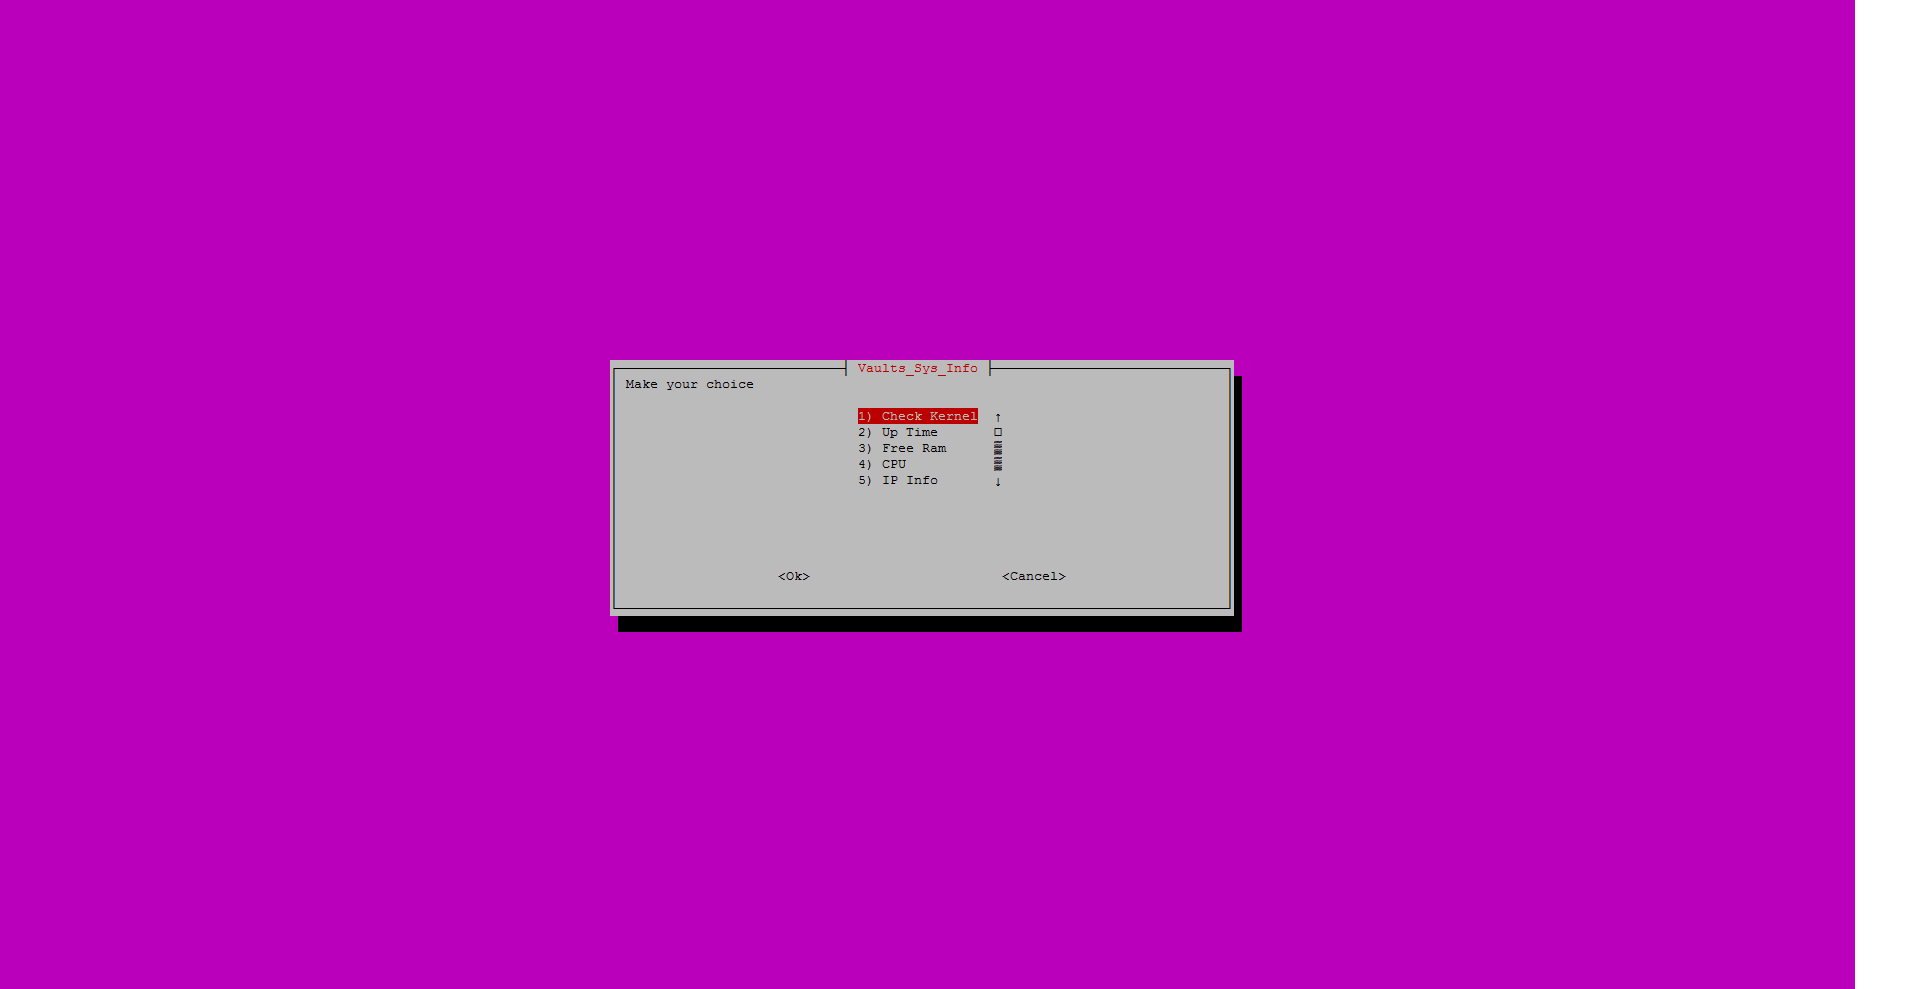 Vaults_Sys_Info
Make your choice
1) Check Kernel ↑
2) Up Time
3) Free Ram
4) CPU
5) IP Info ↓
<Ok> <Cancel>